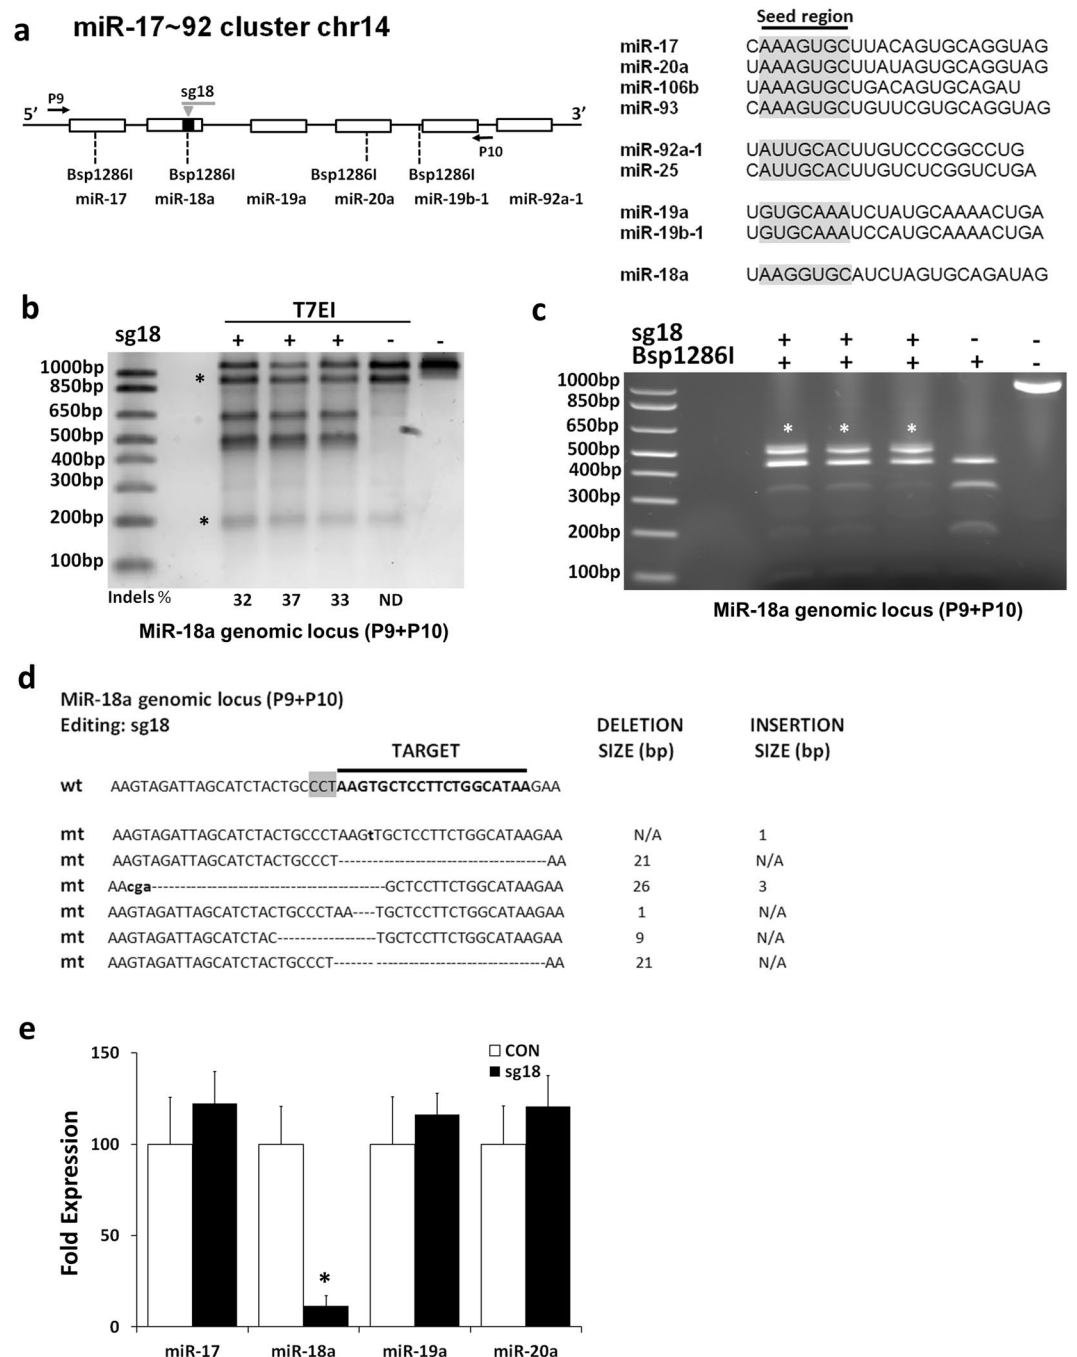 a miR-17~92 cluster chr14
5’ P9 sg18 P10 3’
Bsp1286I Bsp1286I Bsp1286I Bsp1286I
miR-17 miR-18a miR-19a miR-20a miR-19b-1 miR-92a-1
Seed region
miR-17 CAAAGUGCUUACAGUGCAGGUAG
miR-20a UAAAGUGCUUAUAGUGCAGGUAG
miR-106b UAAAGUGCUGACAGUGCAGAU
miR-93 CAAAGUGCUGUUCGUGCAGGUAG
miR-92a-1 UAUUGCACUUGUCCCGGCCUG
miR-25 CAUUGCACUUGUCUCGGUCUGA
miR-19a UGUGCAAAUCUAUGCAAAACUGA
miR-19b-1 UGUGCAAAUCCAUGCAAAACUGA
miR-18a UAAGGUGCAUCUAGUGCAGAUAG
b
T7EI
sg18 + + + - -
1000bp
850bp
650bp
500bp
400bp
300bp
200bp
100bp
*
*
Indels % 32 37 33 ND
MiR-18a genomic locus (P9+P10)
c
sg18 + + + - -
Bsp1286I + + + + -
1000bp
850bp
650bp
500bp
400bp
300bp
200bp
100bp
* * *
MiR-18a genomic locus (P9+P10)
d
MiR-18a genomic locus (P9+P10)
Editing: sg18
DELETION INSERTION
SIZE (bp) SIZE (bp)
TARGET
wt AAGTAGATTAGCATCTACTGCCCTAAGTGCTCCTTCTGGCATAAGAA
mt AAGTAGATTAGCATCTACTGCCCTAAGtTGCTCCTTCTGGCATAAGAA N/A 1
mt AAGTAGATTAGCATCTACTGCCCT-------------------------------------AA 21 N/A
mt AAcga------------------------------------------GCTCCTTCTGGCATAAGAA 26 3
mt AAGTAGATTAGCATCTACTGCCCTAA----TGCTCCTTCTGGCATAAGAA 1 N/A
mt AAGTAGATTAGCATCTAC------------------TGCTCCTTCTGGCATAAGAA 9 N/A
mt AAGTAGATTAGCATCTACTGCCCT------- ------------------------------AA 21 N/A
e
Fold Expression
150
100
50
0
CON
sg18
*
miR-17 miR-18a miR-19a miR-20a